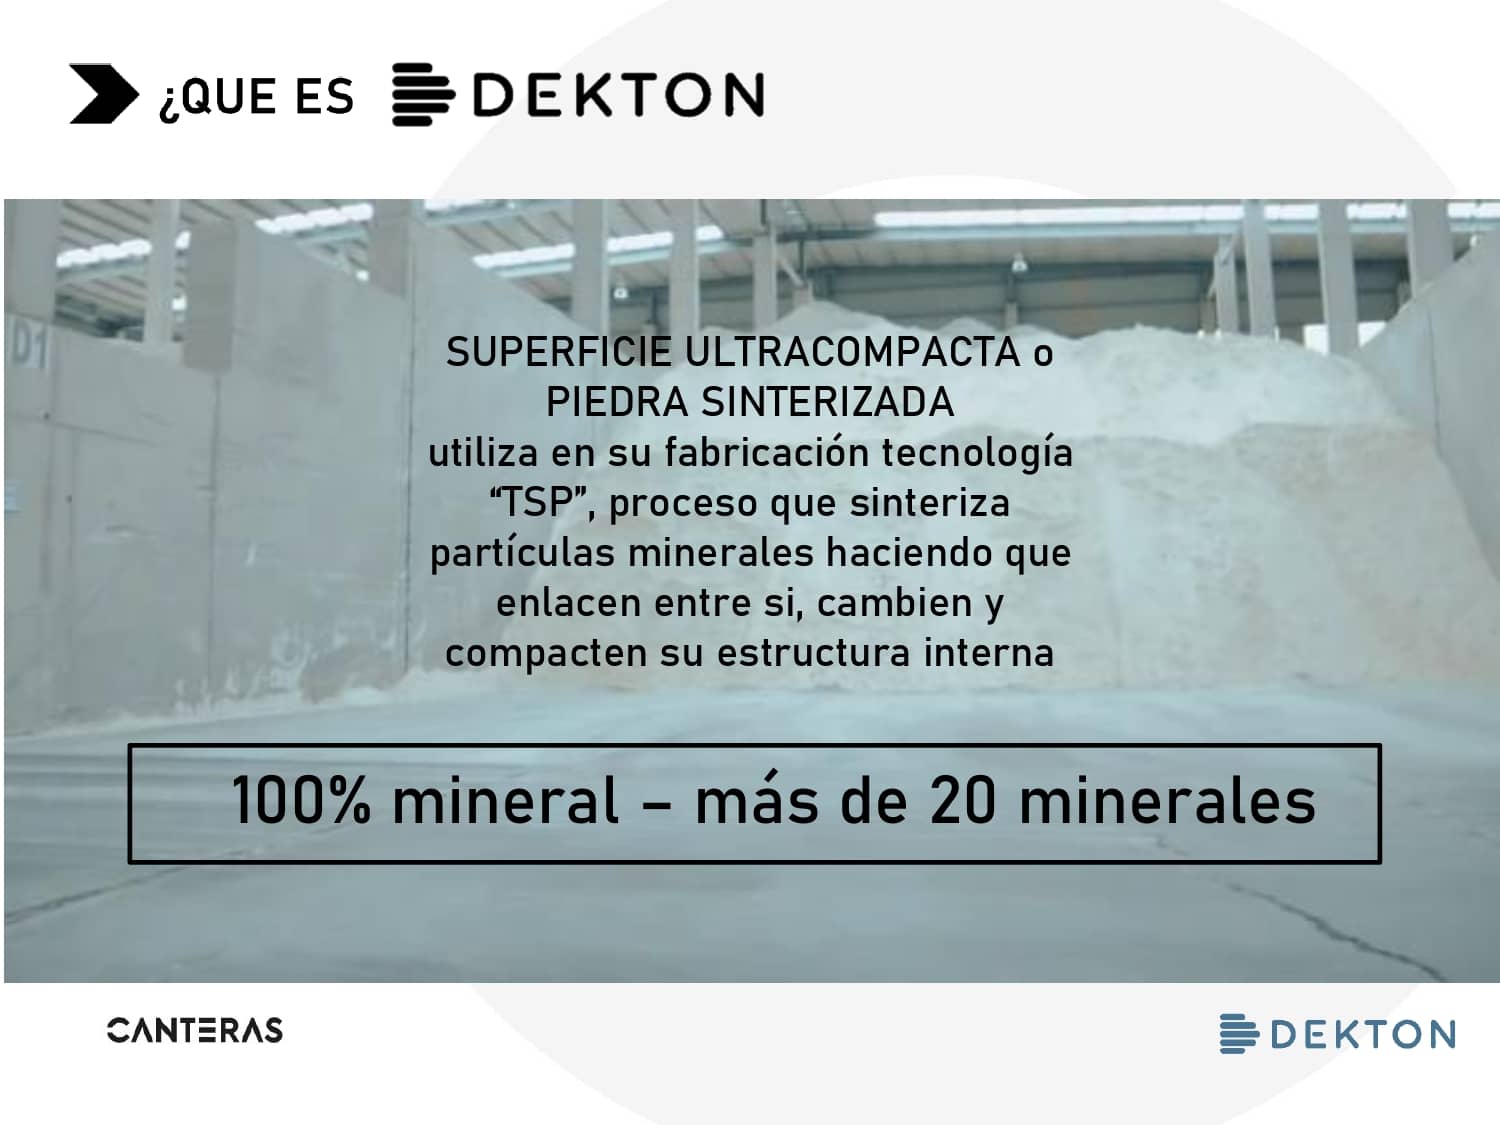 ¿QUE ES DEKTON
D1
SUPERFICIE ULTRACOMPACTA o
PIEDRA SINTERIZADA
utiliza en su fabricación tecnología
“TSP”, proceso que sinteriza
partículas minerales haciendo que
enlacen entre si, cambien y
compacten su estructura interna
100% mineral – más de 20 minerales
CANTERAS
DEKTON